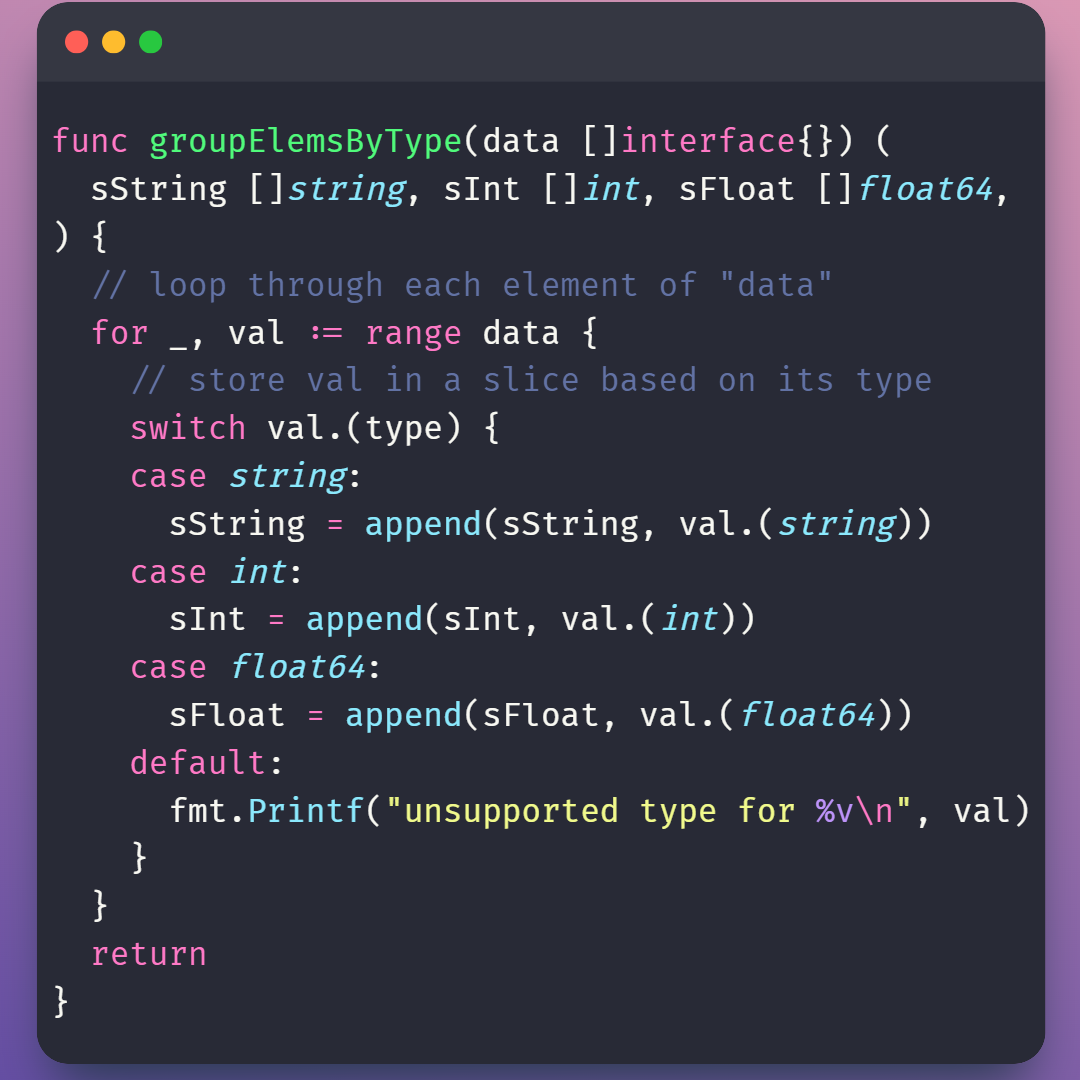 func groupElemsByType(data []interface{}) (
  sString []string, sInt []int, sFloat []float64,
) {
  // loop through each element of "data"
  for _, val := range data {
    // store val in a slice based on its type
    switch val.(type) {
    case string:
      sString = append(sString, val.(string))
    case int:
      sInt = append(sInt, val.(int))
    case float64:
      sFloat = append(sFloat, val.(float64))
    default:
      fmt.Printf("unsupported type for %v\n", val)
    }
  }
  return
}